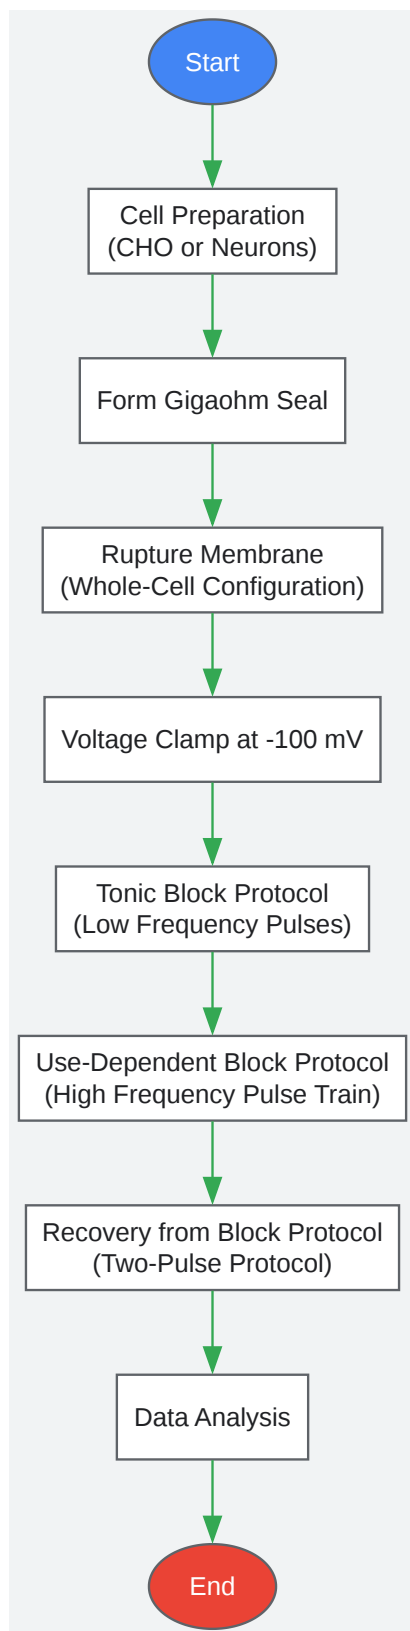 Start
Cell Preparation
(CHO or Neurons)
Form Gigaohm Seal
Rupture Membrane
(Whole-Cell Configuration)
Voltage Clamp at -100 mV
Tonic Block Protocol
(Low Frequency Pulses)
Use-Dependent Block Protocol
(High Frequency Pulse Train)
Recovery from Block Protocol
(Two-Pulse Protocol)
Data Analysis
End